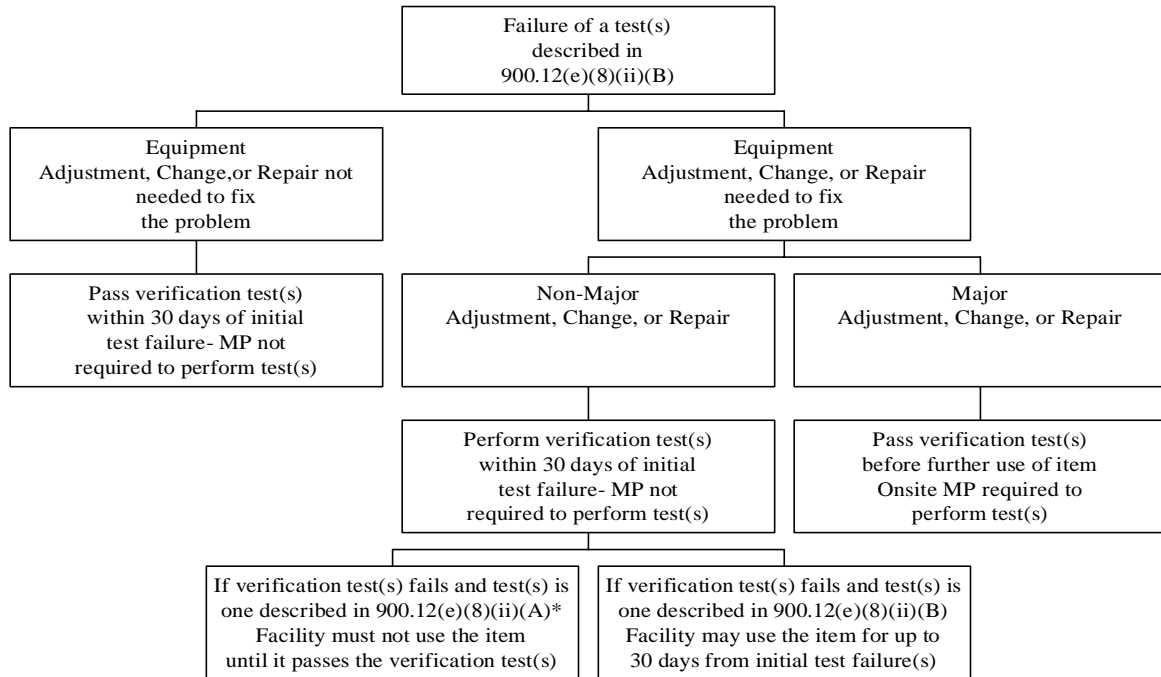 Failure of a test(s)
described in
900.12(e)(8)(ii)(B)
Equipment
Adjustment, Change,or Repair not
needed to fix
the problem
Equipment
Adjustment, Change, or Repair
needed to fix
the problem
Pass verification test(s)
within 30 days of initial
test failure- MP not
required to perform test(s)
Non-Major
Adjustment, Change, or Repair
Major
Adjustment, Change, or Repair
Perform verification test(s)
within 30 days of initial
test failure- MP not
required to perform test(s)
Pass verification test(s)
before further use of item
Onsite MP required to
perform test(s)
If verification test(s) fails and test(s) is
one described in 900.12(e)(8)(ii)(A)*
Facility must not use the item
until it passes the verification test(s)
If verification test(s) fails and test(s) is
one described in 900.12(e)(8)(ii)(B)
Facility may use the item for up to
30 days from initial test failure(s)